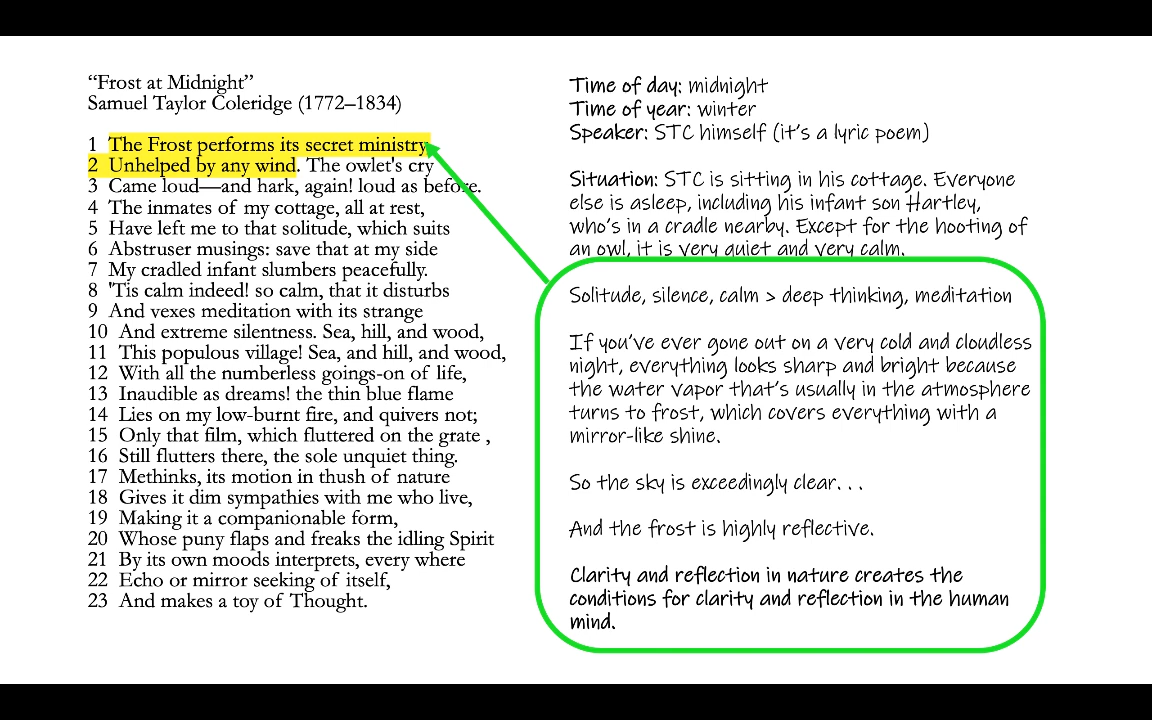 “Frost at Midnight”
Samuel Taylor Coleridge (1772–1834)
1 The Frost performs its secret ministry,
2 Unhelped by any wind. The owlet's cry
3 Came loud—and hark, again! loud as before.
4 The inmates of my cottage, all at rest,
5 Have left me to that solitude, which suits
6 Abstruser musings: save that at my side
7 My cradled infant slumbers peacefully.
8 'Tis calm indeed! so calm, that it disturbs
9 And vexes meditation with its strange
10 And extreme silentness. Sea, hill, and wood,
11 This populous village! Sea, and hill, and wood,
12 With all the numberless goings-on of life,
13 Inaudible as dreams! the thin blue flame
14 Lies on my low-burnt fire, and quivers not;
15 Only that film, which fluttered on the grate ,
16 Still flutters there, the sole unquiet thing.
17 Methinks, its motion in thush of nature
18 Gives it dim sympathies with me who live,
19 Making it a companionable form,
20 Whose puny flaps and freaks the idling Spirit
21 By its own moods interprets, every where
22 Echo or mirror seeking of itself,
23 And makes a toy of Thought.
Time of day: midnight
Time of year: winter
Speaker: STC himself (it's a lyric poem)
Situation: STC is sitting in his cottage. Everyone
else is asleep, including his infant son Hartley,
who's in a cradle nearby. Except for the hooting of
an owl, it is very quiet and very calm.
Solitude, silence, calm > deep thinking, meditation
If you've ever gone out on a very cold and cloudless
night, everything looks sharp and bright because
the water vapor that's usually in the atmosphere
turns to frost, which covers everything with a
mirror-like shine.
So the sky is exceedingly clear. . .
And the frost is highly reflective.
Clarity and reflection in nature creates the
conditions for clarity and reflection in the human
mind.